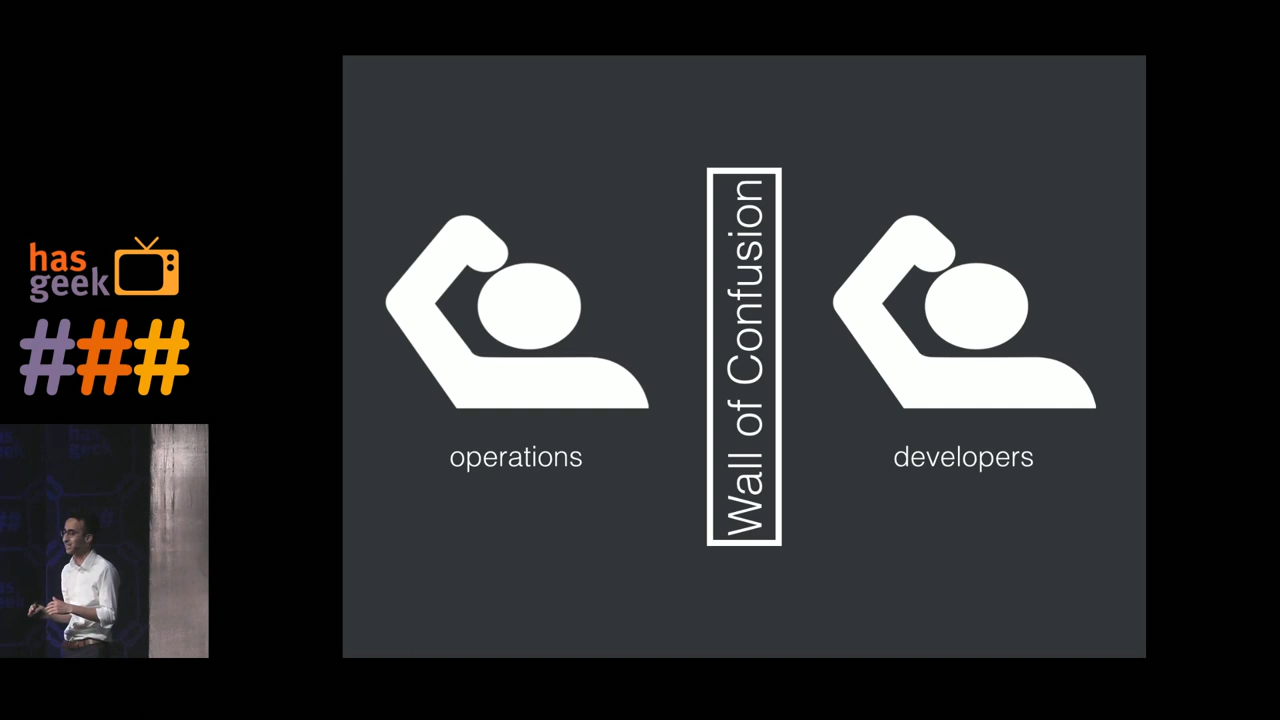 has
geek
###
Wall of Confusion
operations
developers